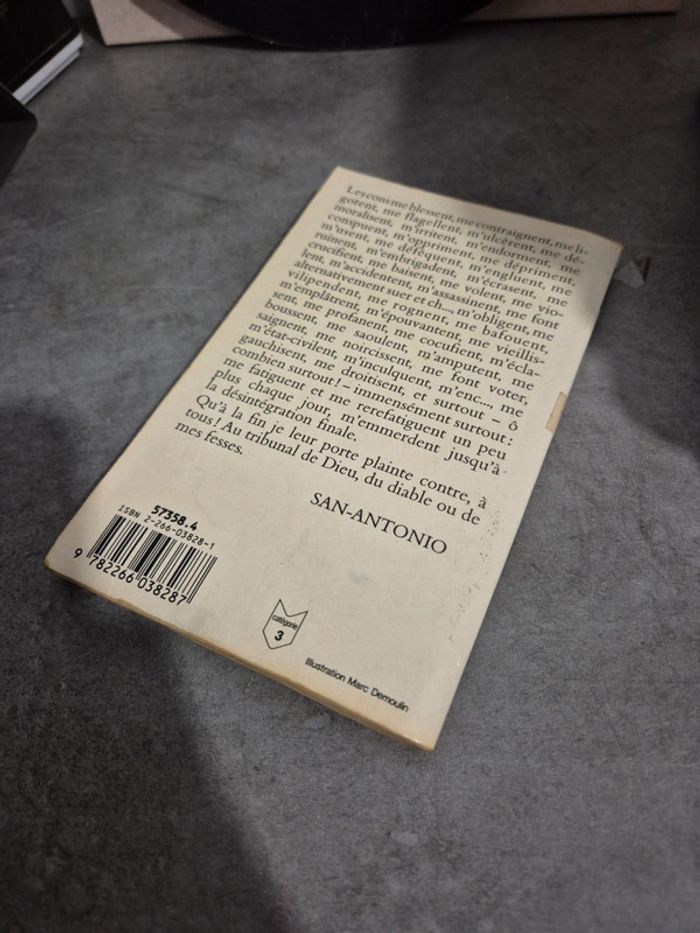 Les cons me blessent, me contraignent, me li-
gotent, me flagellent, m'ulcèrent, me dé-
moralisent, m'irritent, m'endorment, me
conspuent, m'oppriment, me dépriment,
m'usent, me défèquent, m'engluent, me
ruinent, m'embrigadent, m'écrasent, me
crucifient, me baisent, me volent, me vio-
lent, m'accidentent, m'assassinent, me font
alternativement suer et ch..., m'obligent, me
vilipendent, me rognent, me bafouent,
m'emplâtrent, m'épouvantent, me vieillis-
sent, me profanent, me cocufient, m'écla-
boussent, me saoulent, m'amputent, me
saignent, me noircissent, me font voter,
m'état-civilent, m'inculquent, m'enc..., me
gauchisent, me droitisent, et surtout – ô
combien surtout ! – immensément surtout :
me fatiguent et me rerefatiguent un peu
plus chaque jour, m'emmerdent jusqu'à
la désintégration finale.
Qu'à la fin je leur porte plainte contre, à
tous ! Au tribunal de Dieu, du diable ou de
mes fesses.
SAN-ANTONIO
57358.4
ISBN 2-266-03828-1
9 782266 038287
catégorie
3
Illustration Marc Demoulin